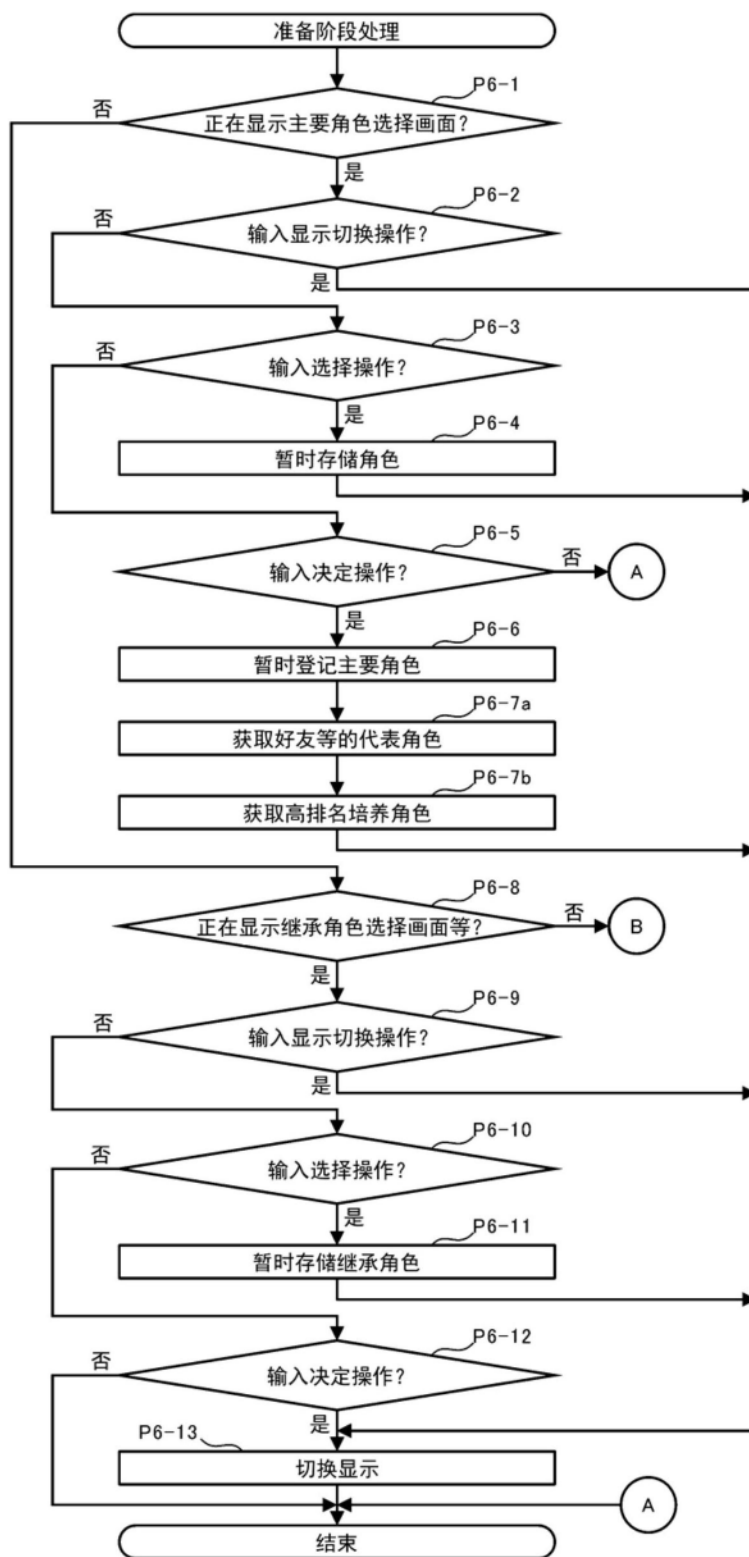 准备阶段处理
P6-1
否
正在显示主要角色选择画面？
是
P6-2
否
输入显示切换操作？
是
P6-3
否
输入选择操作？
是
P6-4
暂时存储角色
P6-5
输入决定操作？
否
A
是
P6-6
暂时登记主要角色
P6-7a
获取好友等的代表角色
P6-7b
获取高排名培养角色
P6-8
正在显示继承角色选择画面等？
否
B
是
P6-9
否
输入显示切换操作？
是
P6-10
否
输入选择操作？
是
P6-11
暂时存储继承角色
P6-12
否
输入决定操作？
是
P6-13
切换显示
A
结束